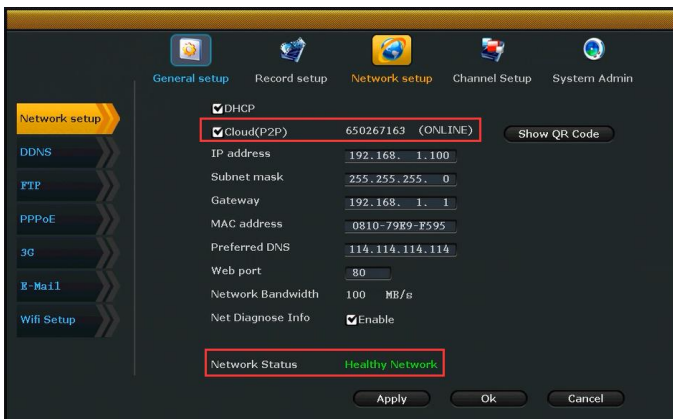 General setup Record setup Network setup Channel Setup System Admin
Network setup
DDNS
FTP
PPPoE
3G
E-Mail
Wifi Setup
DHCP
Cloud(P2P) 650267163 (ONLINE) Show QR Code
IP address 192.168. 1.100
Subnet mask 255.255.255. 0
Gateway 192.168. 1. 1
MAC address 0810-79E9-F595
Preferred DNS 114.114.114.114
Web port 80
Network Bandwidth 100 MB/s
Net Diagnose Info Enable
Network Status Healthy Network
Apply Ok Cancel